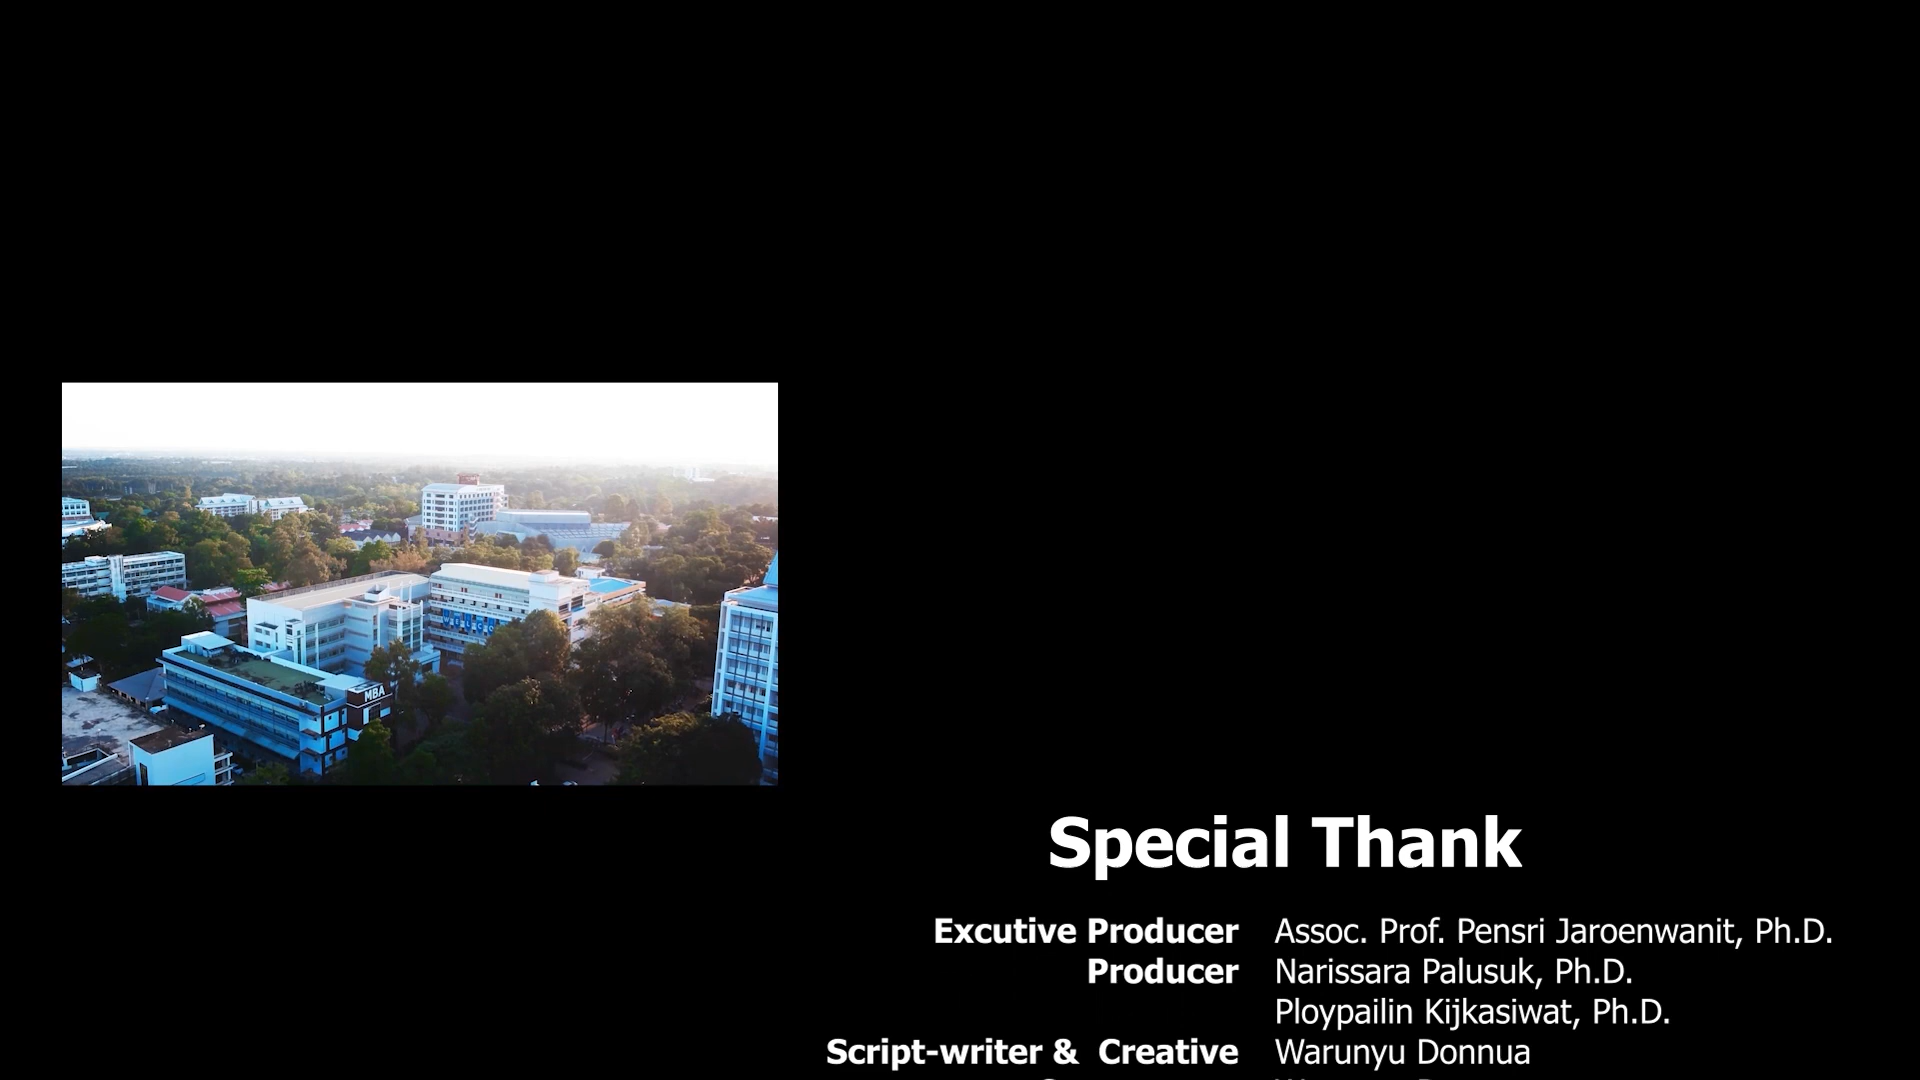 MBA
Special Thank
Excutive Producer Assoc. Prof. Pensri Jaroenwanit, Ph.D.
Producer Narissara Palusuk, Ph.D.
Ploypailin Kijkasiwat, Ph.D.
Script-writer & Creative Warunyu Donnua